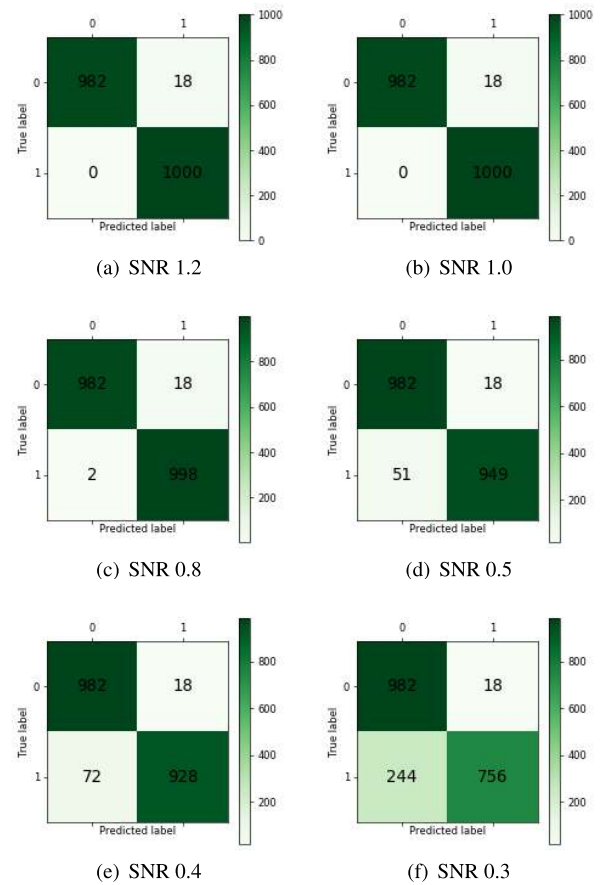 0 1 0 1
1000 1000
0 982 18 0 982 18
800 800
600 600
True label True label
400 400
1 0 1000 1 0 1000
200 200
0 0
Predicted label Predicted label
(a) SNR 1.2 (b) SNR 1.0
0 1 0 1
0 982 18 0 982 18
800 800
600 600
True label True label
400 400
1 2 998 1 51 949
200 200
Predicted label Predicted label
(c) SNR 0.8 (d) SNR 0.5
0 1 0 1
0 982 18 0 982 18
800 800
600 600
True label True label
400 400
1 72 928 1 244 756
200 200
Predicted label Predicted label
(e) SNR 0.4 (f) SNR 0.3